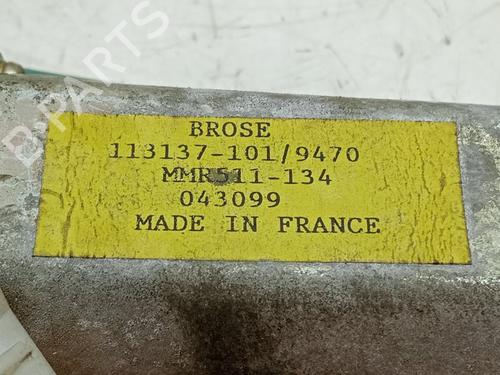 B-PARTS
BROSE
113137-101/9470
MMR511-134
043099
MADE IN FRANCE